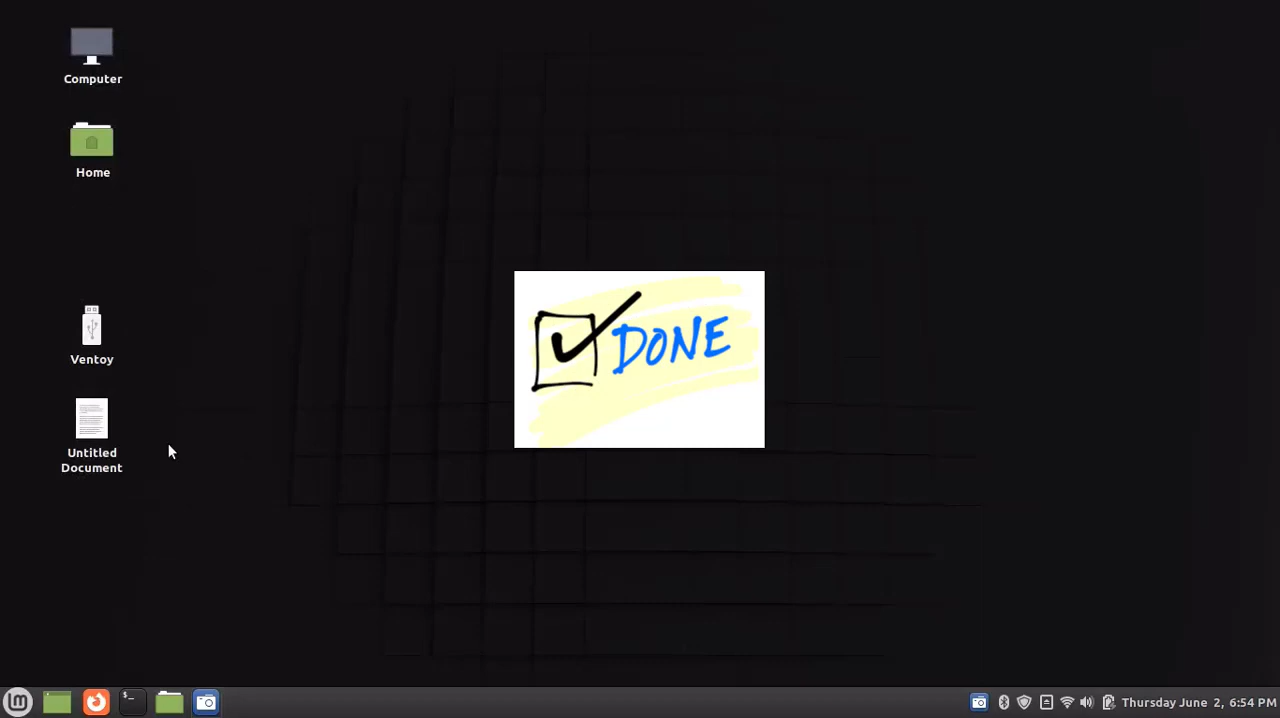 Computer
Home
DONE
Ventoy
Untitled
Document
Thursday June 2, 6:54 PM